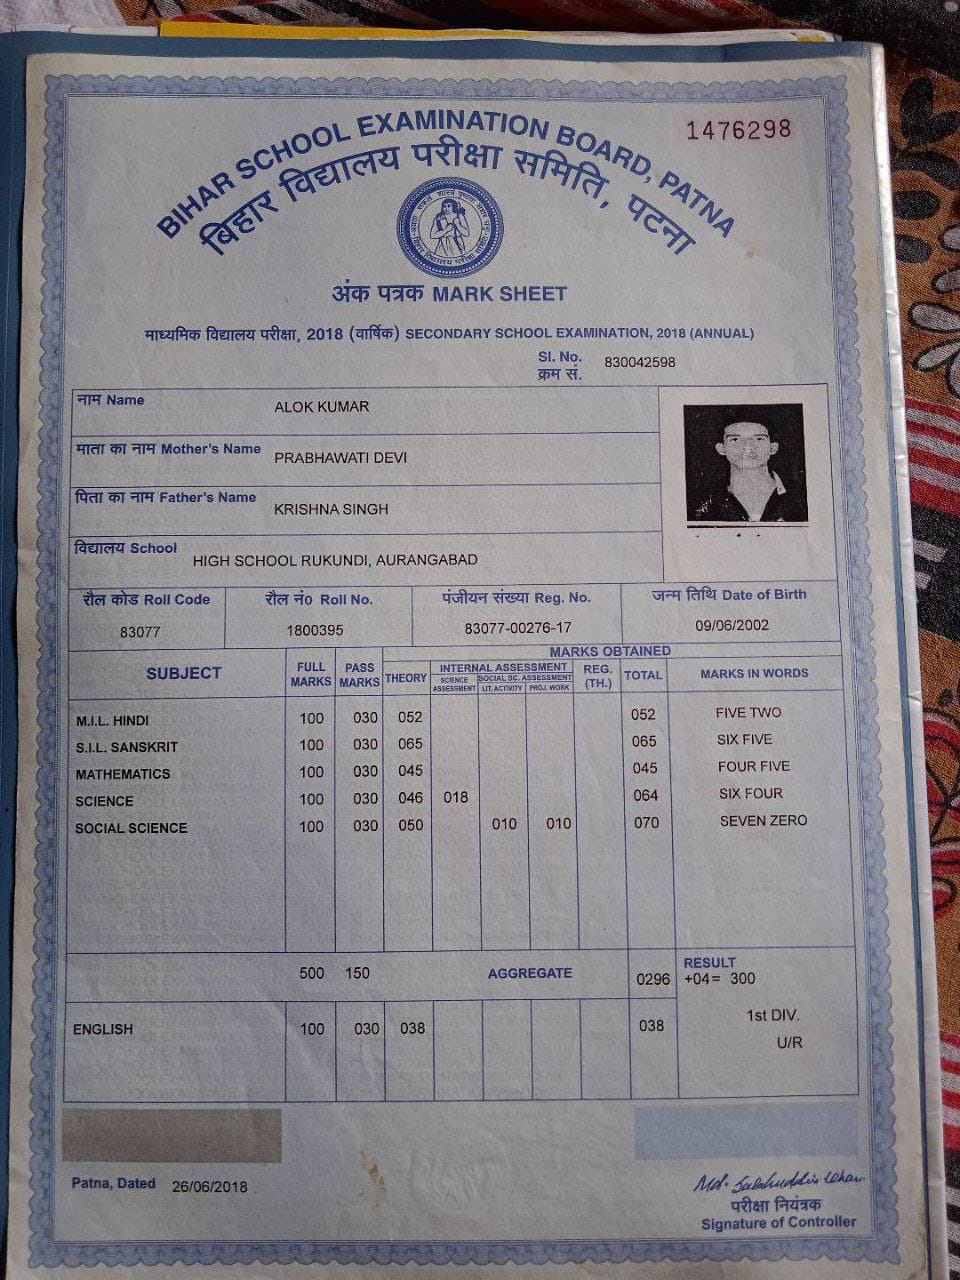 1476298
BIHAR SCHOOL EXAMINATION BOARD, PATNA
बिहार विद्यालय परीक्षा समिति, पटना
अंक पत्रक MARK SHEET
माध्यमिक विद्यालय परीक्षा, 2018 (वार्षिक) SECONDARY SCHOOL EXAMINATION, 2018 (ANNUAL)
Sl. No. 830042598
क्रम सं.
नाम Name ALOK KUMAR
माता का नाम Mother's Name PRABHAWATI DEVI
पिता का नाम Father's Name KRISHNA SINGH
विद्यालय School HIGH SCHOOL RUKUNDI, AURANGABAD
रौल कोड Roll Code रौल नं० Roll No. पंजीयन संख्या Reg. No. जन्म तिथि Date of Birth
83077 1800395 83077-00276-17 09/06/2002
MARKS OBTAINED
SUBJECT FULL MARKS PASS MARKS THEORY INTERNAL ASSESSMENT REG. (TH.) TOTAL MARKS IN WORDS
SCIENCE ASSESSMENT SOCIAL SC. ASSESSMENT
LIT. ACTIVITY PROJ. WORK
M.I.L. HINDI 100 030 052 052 FIVE TWO
S.I.L. SANSKRIT 100 030 065 065 SIX FIVE
MATHEMATICS 100 030 045 045 FOUR FIVE
SCIENCE 100 030 046 018 064 SIX FOUR
SOCIAL SCIENCE 100 030 050 010 010 070 SEVEN ZERO
500 150 AGGREGATE 0296 RESULT
+04= 300
1st DIV.
ENGLISH 100 030 038 038
U/R
Patna, Dated 26/06/2018
परीक्षा नियंत्रक
Signature of Controller